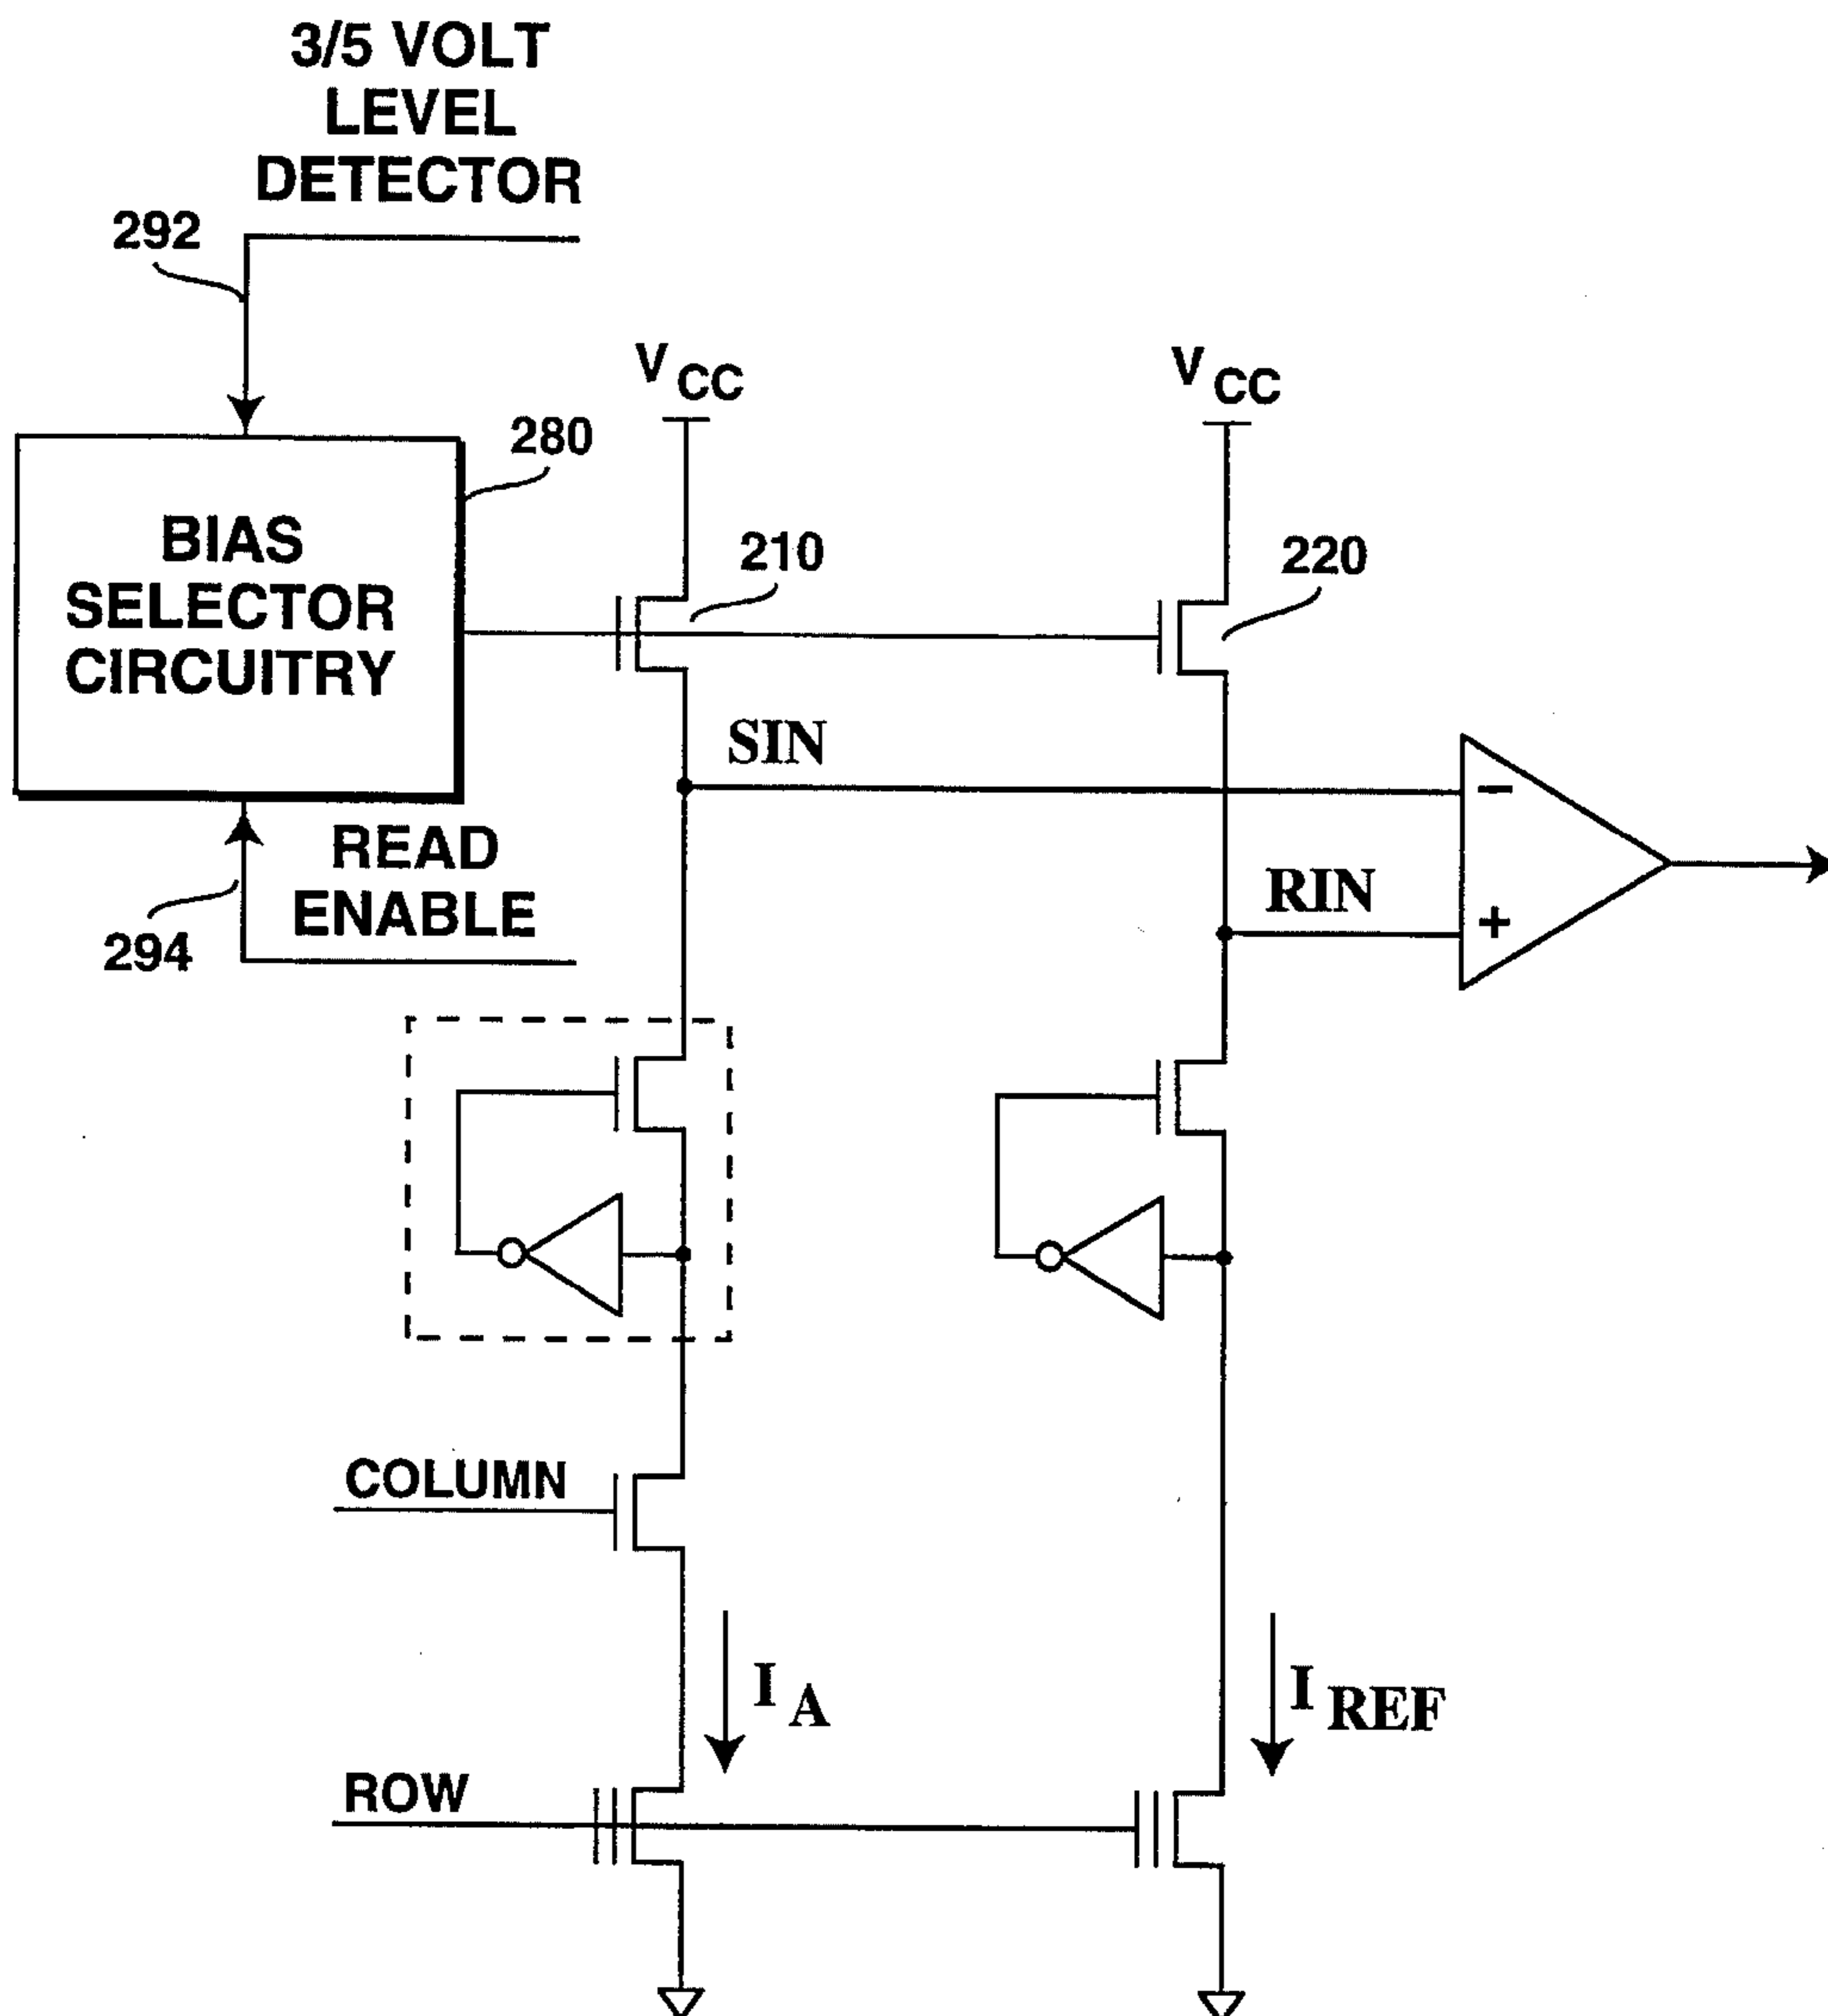 3/5 VOLT
LEVEL
DETECTOR
292
V CC
V CC
280
BIAS
SELECTOR
CIRCUITRY
210
220
SIN
-
READ
ENABLE
RIN
+
294
COLUMN
I A
I REF
ROW